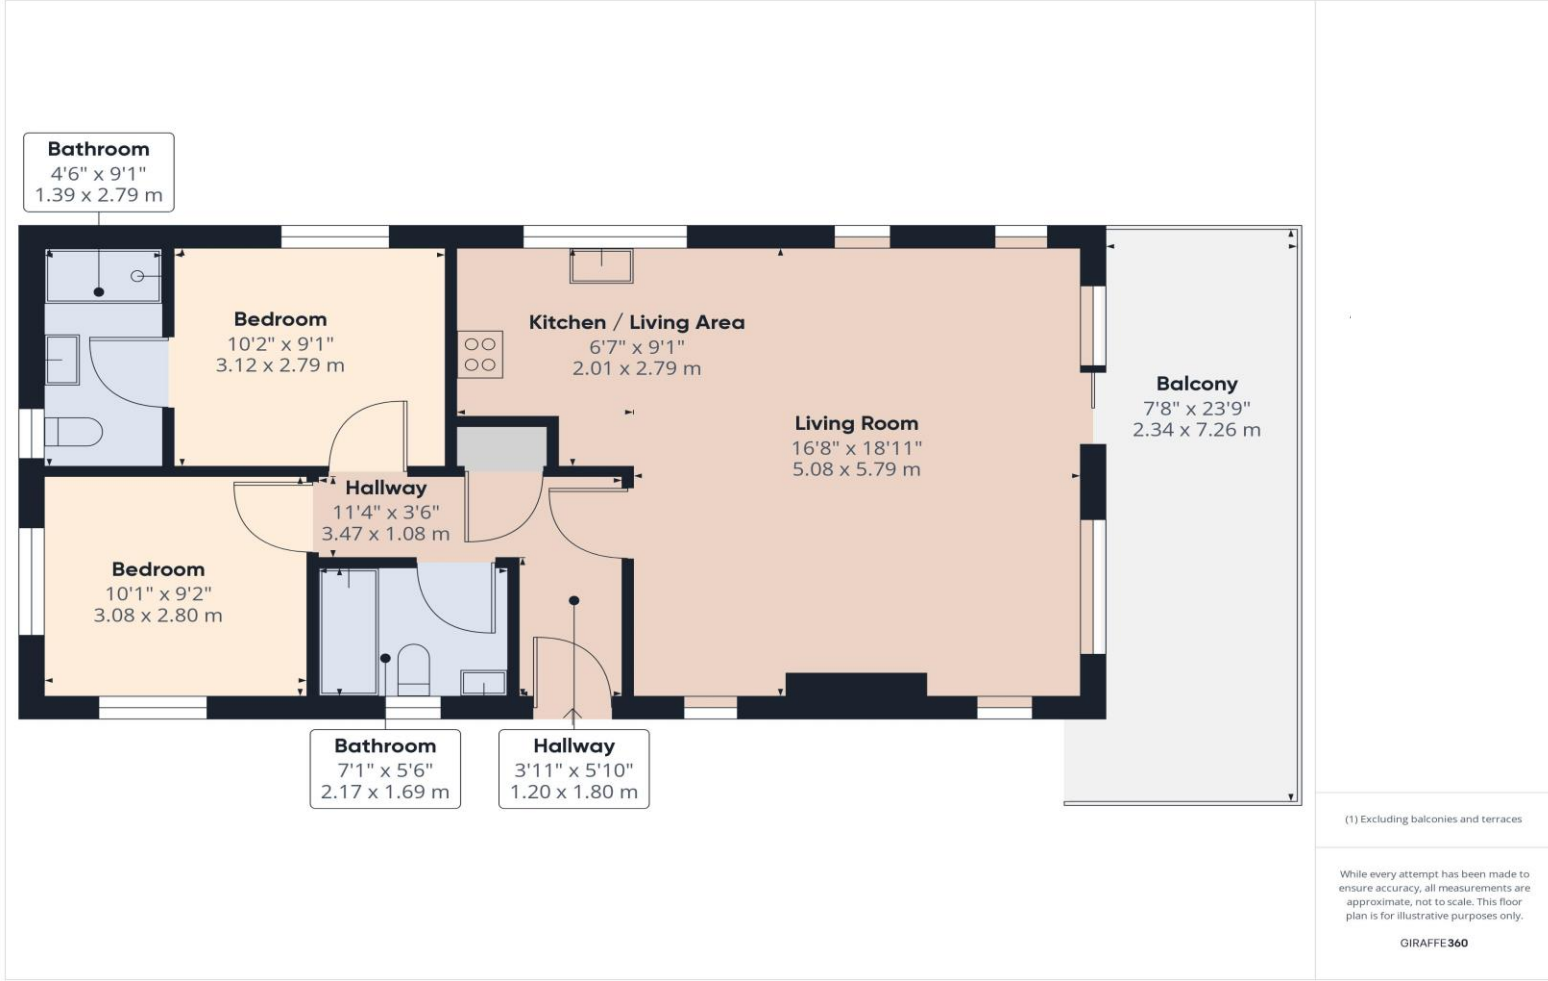 Bathroom
4'6" x 9'1"
1.39 x 2.79 m
Bedroom
10'2" x 9'1"
3.12 x 2.79 m
Kitchen / Living Area
6'7" x 9'1"
2.01 x 2.79 m
Balcony
7'8" x 23'9"
2.34 x 7.26 m
Living Room
16'8" x 18'11"
5.08 x 5.79 m
Hallway
11'4" x 3'6"
3.47 x 1.08 m
Bedroom
10'1" x 9'2"
3.08 x 2.80 m
Bathroom
7'1" x 5'6"
2.17 x 1.69 m
Hallway
3'11" x 5'10"
1.20 x 1.80 m
(1) Excluding balconies and terraces
While every attempt has been made to
ensure accuracy, all measurements are
approximate, not to scale. This floor
plan is for illustrative purposes only.
GIRAFFE360